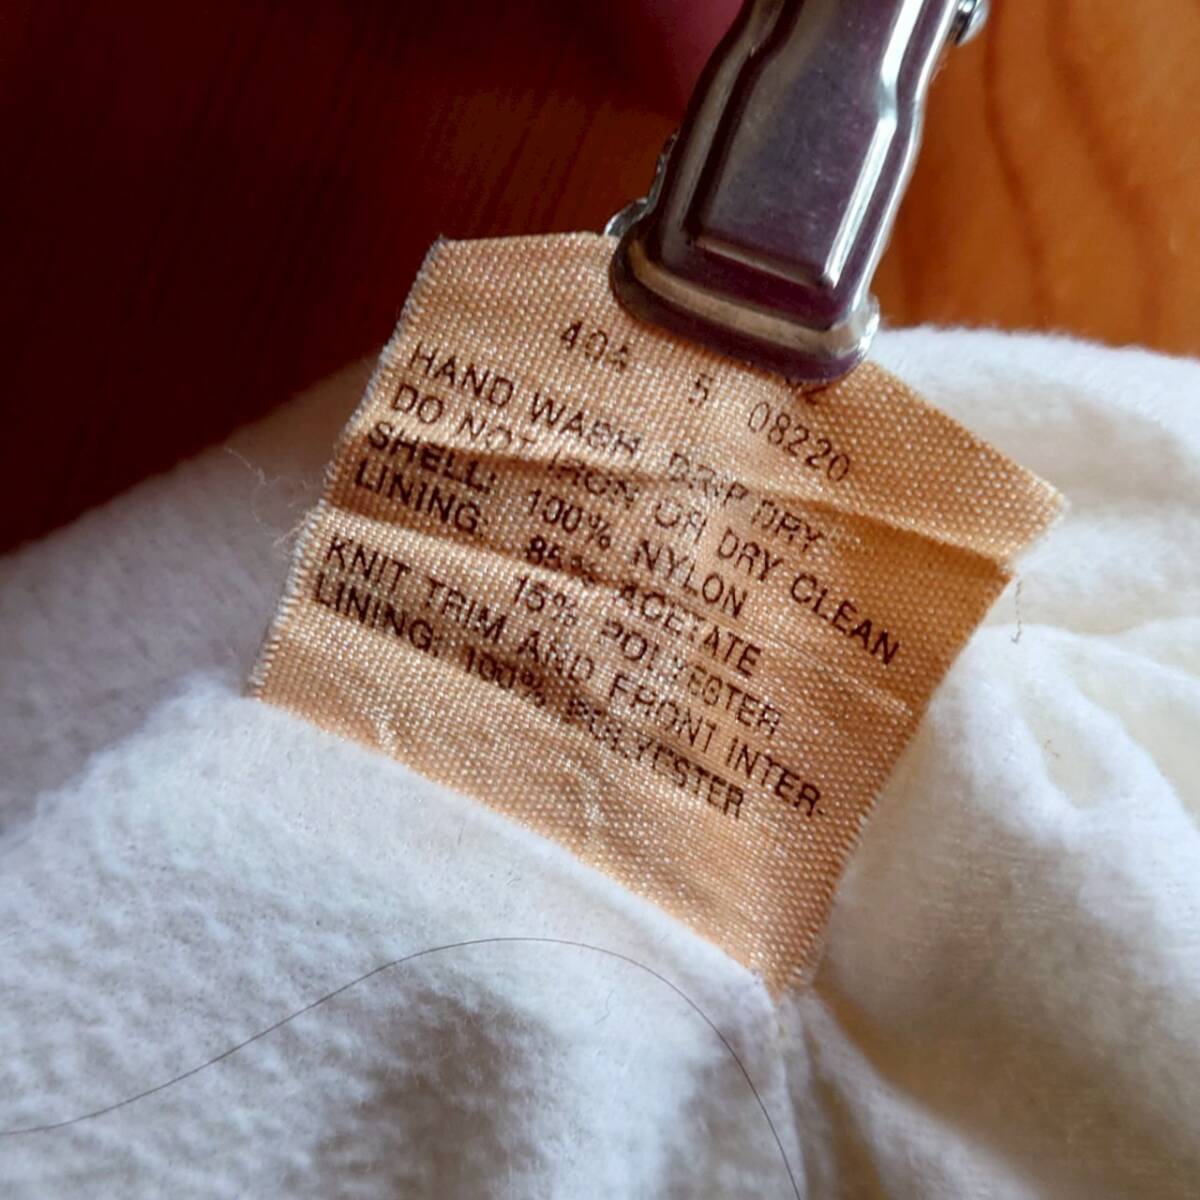 404 5 08220
HAND WASH DRIP DRY
DO NOT IRON OR DRY CLEAN
SHELL: 100% NYLON
LINING: 85% ACETATE
15% POLYESTER
KNIT TRIM AND FRONT INTER-
LINING: 100% POLYESTER